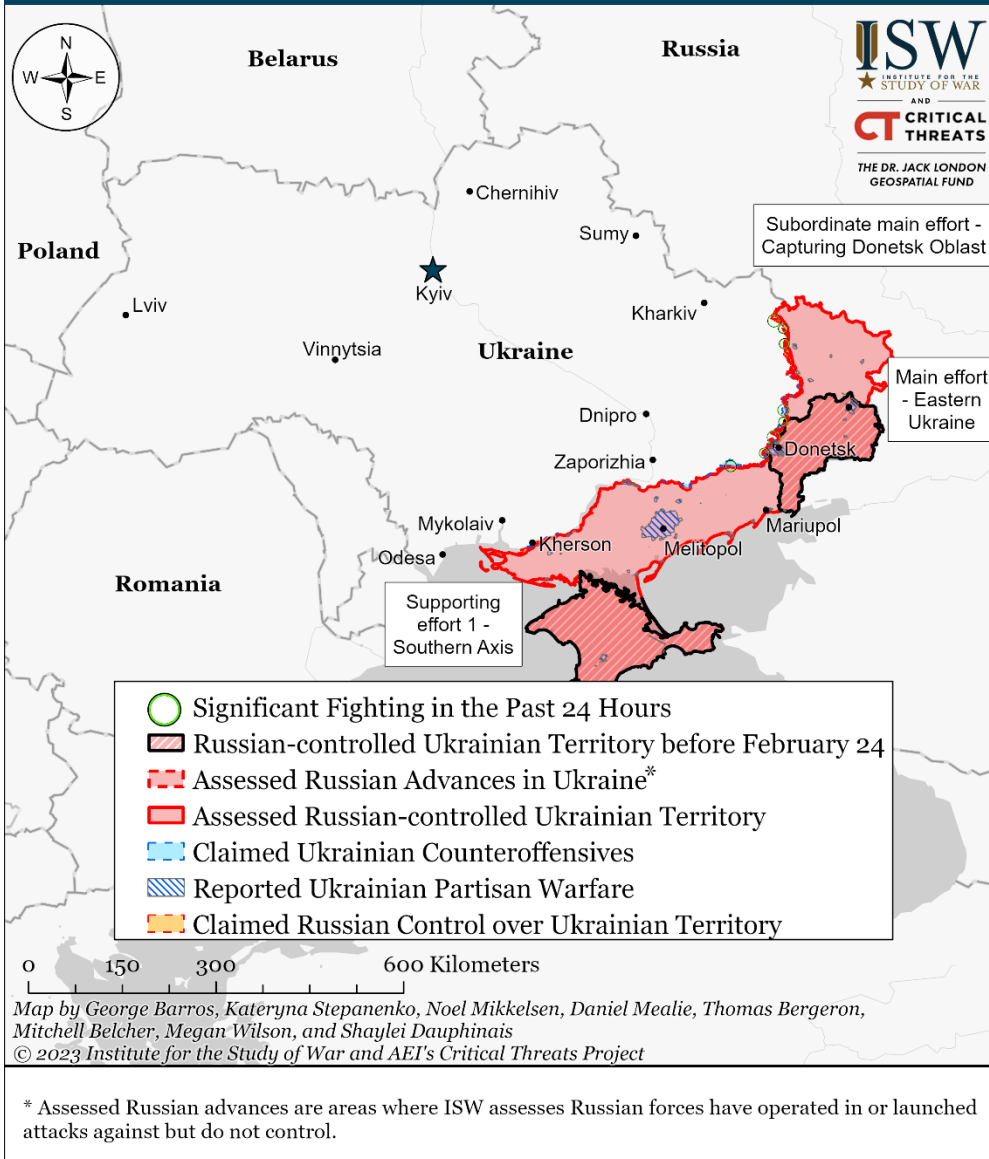 N
W
E
S
Belarus
Russia
ISW
INSTITUTE FOR THE
STUDY OF WAR
AND
CT CRITICAL
THREATS
THE DR. JACK LONDON
GEOSPATIAL FUND
Chernihiv
Sumy
Subordinate main effort -
Capturing Donetsk Oblast
Poland
Kyiv
Lviv
Kharkiv
Vinnytsia
Ukraine
Main effort
- Eastern
Ukraine
Dnipro
Donetsk
Zaporizhia
Mykolaiv
Mariupol
Kherson
Melitopol
Odesa
Romania
Supporting
effort 1 -
Southern Axis
Significant Fighting in the Past 24 Hours
Russian-controlled Ukrainian Territory before February 24
Assessed Russian Advances in Ukraine*
Assessed Russian-controlled Ukrainian Territory
Claimed Ukrainian Counteroffensives
Reported Ukrainian Partisan Warfare
Claimed Russian Control over Ukrainian Territory
0 150 300 600 Kilometers
Map by George Barros, Kateryna Stepanenko, Noel Mikkelsen, Daniel Mealie, Thomas Bergeron,
Mitchell Belcher, Megan Wilson, and Shaylei Dauphinais
© 2023 Institute for the Study of War and AEI's Critical Threats Project
* Assessed Russian advances are areas where ISW assesses Russian forces have operated in or launched
attacks against but do not control.